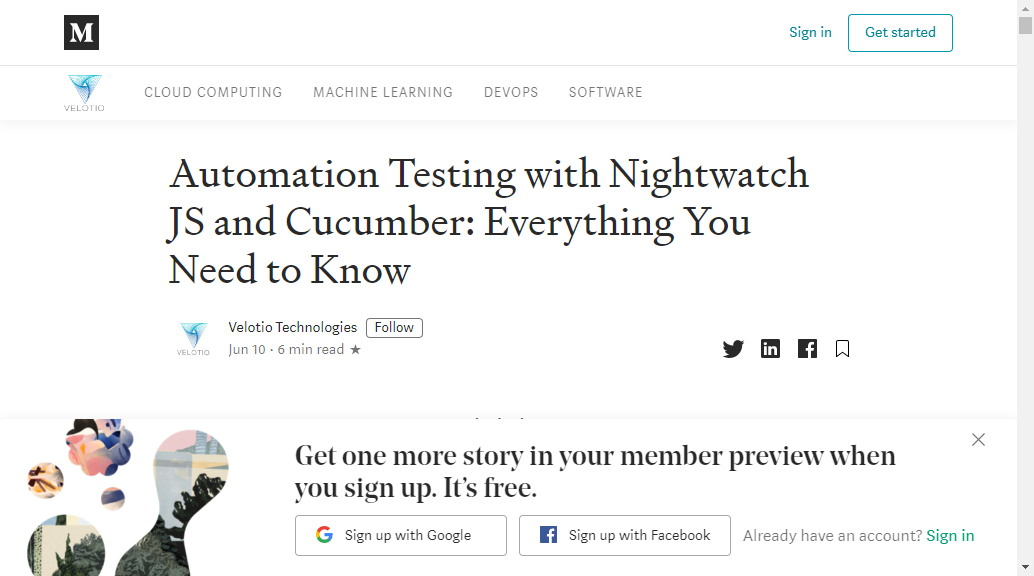 M
Sign in
Get started
VELOTIO
CLOUD COMPUTING
MACHINE LEARNING
DEVOPS
SOFTWARE
Automation Testing with Nightwatch
JS and Cucumber: Everything You
Need to Know
VELOTIO
Velotio Technologies
Follow
Jun 10 · 6 min read ★
Get one more story in your member preview when
you sign up. It’s free.
Sign up with Google
Sign up with Facebook
Already have an account? Sign in